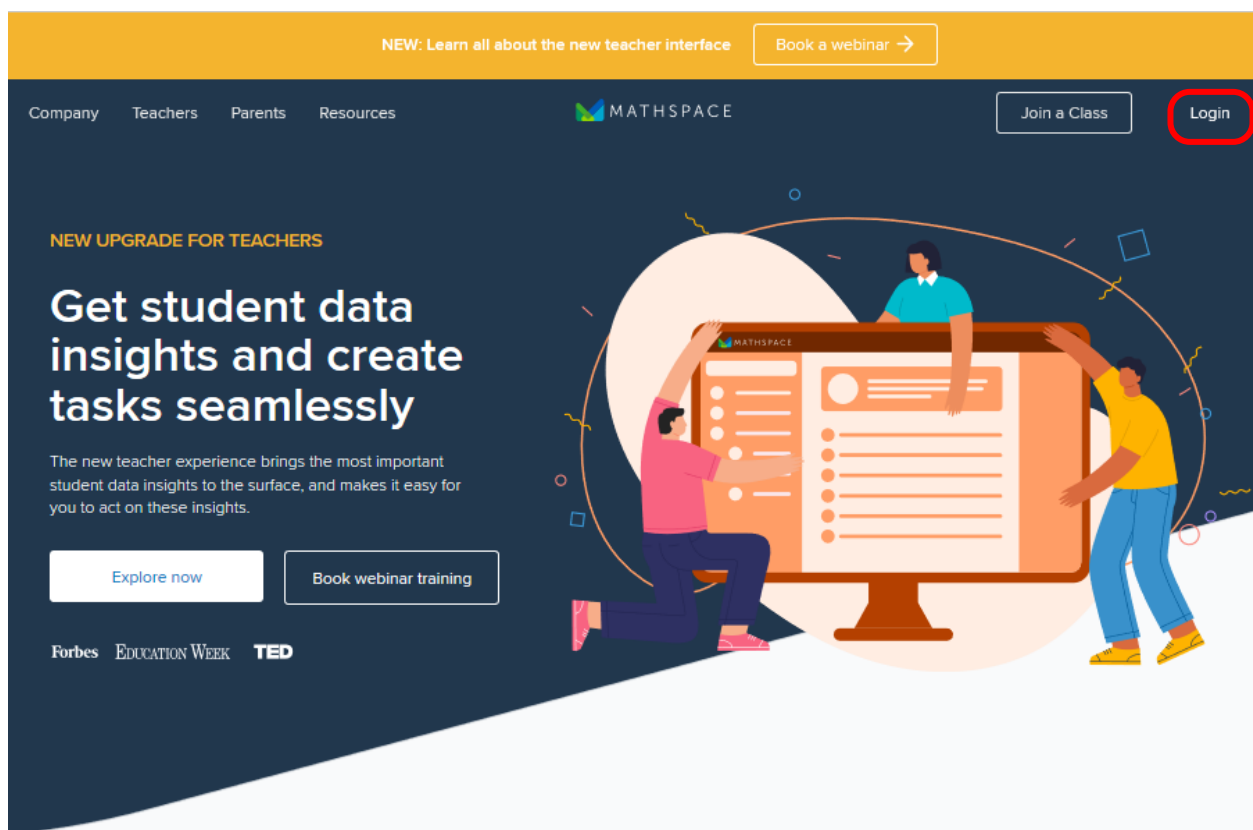 NEW: Learn all about the new teacher interface
Book a webinar →
Company
Teachers
Parents
Resources
MATHSPACE
Join a Class
Login
NEW UPGRADE FOR TEACHERS
Get student data
insights and create
tasks seamlessly
The new teacher experience brings the most important
student data insights to the surface, and makes it easy for
you to act on these insights.
MATHSPACE
Explore now
Book webinar training
Forbes
EDUCATION WEEK
TED